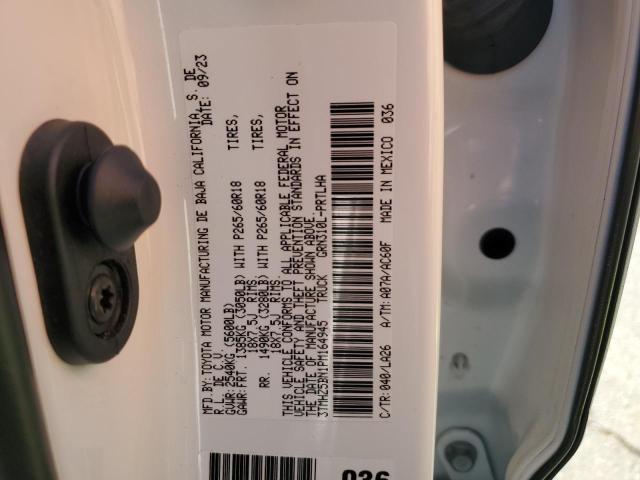 MFD.BY:TOYOTA MOTOR MANUFACTURING DE BAJA CALIFORNIA, S. DE
R. L. DE C.V. DATE: 09/23
GVWR:2540KG (5600LB)
GAWR:FRT. 1385KG (3050LB) WITH P265/60R18 TIRES,
18X7.5J RIMS
RR. 1490KG (3280LB) WITH P265/60R18 TIRES,
18X7.5J RIMS
THIS VEHICLE CONFORMS TO ALL APPLICABLE FEDERAL MOTOR
VEHICLE SAFETY AND THEFT PREVENTION STANDARDS IN EFFECT ON
THE DATE OF MANUFACTURE SHOWN ABOVE.
3TMWZ5BN1PM164945 TRUCK GRN310L-PRTLHA
C/TR:040/LA26 A/TM:A07A/AC60F MADE IN MEXICO 036
036